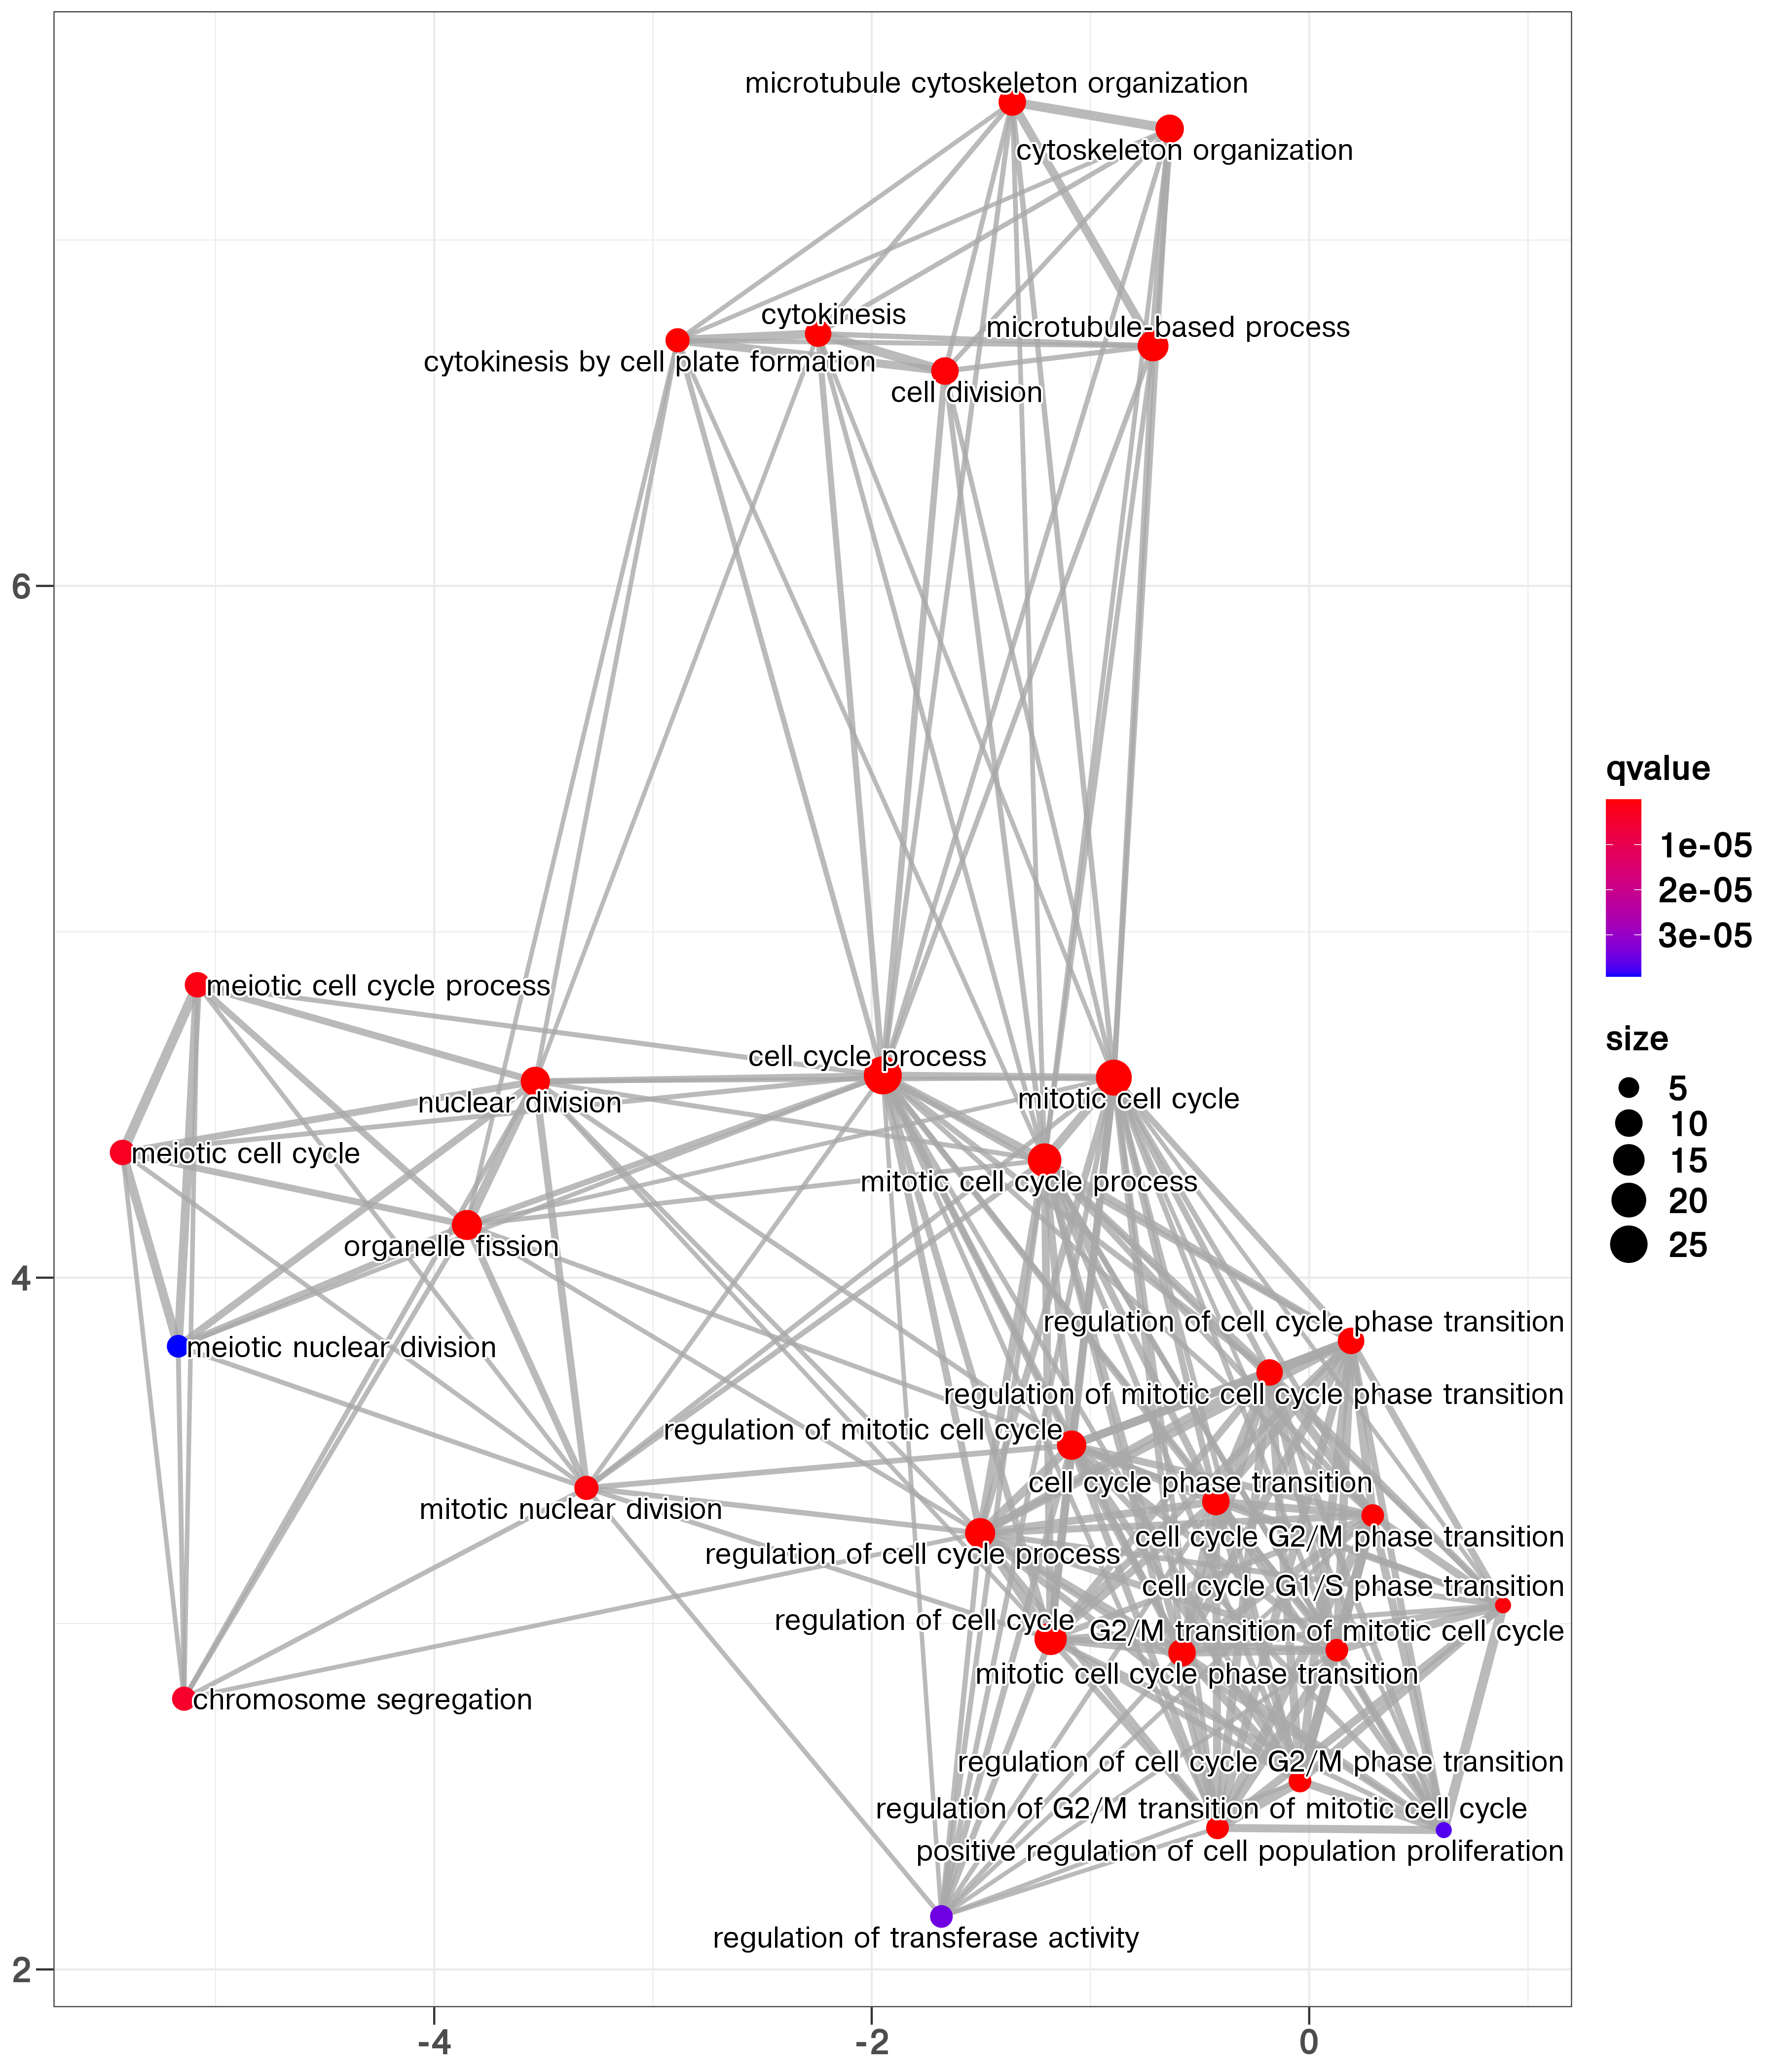 microtubule cytoskeleton organization
cytoskeleton organization
cytokinesis
microtubule-based process
cytokinesis by cell plate formation
cell division
6
qvalue
1e-05
2e-05
3e-05
meiotic cell cycle process
size
5
10
15
20
25
cell cycle process
nuclear division
mitotic cell cycle
meiotic cell cycle
mitotic cell cycle process
organelle fission
4
regulation of cell cycle phase transition
meiotic nuclear division
regulation of mitotic cell cycle phase transition
regulation of mitotic cell cycle
cell cycle phase transition
mitotic nuclear division
cell cycle G2/M phase transition
regulation of cell cycle process
cell cycle G1/S phase transition
regulation of cell cycle
G2/M transition of mitotic cell cycle
mitotic cell cycle phase transition
chromosome segregation
regulation of cell cycle G2/M phase transition
regulation of G2/M transition of mitotic cell cycle
positive regulation of cell population proliferation
regulation of transferase activity
2
-4
-2
0